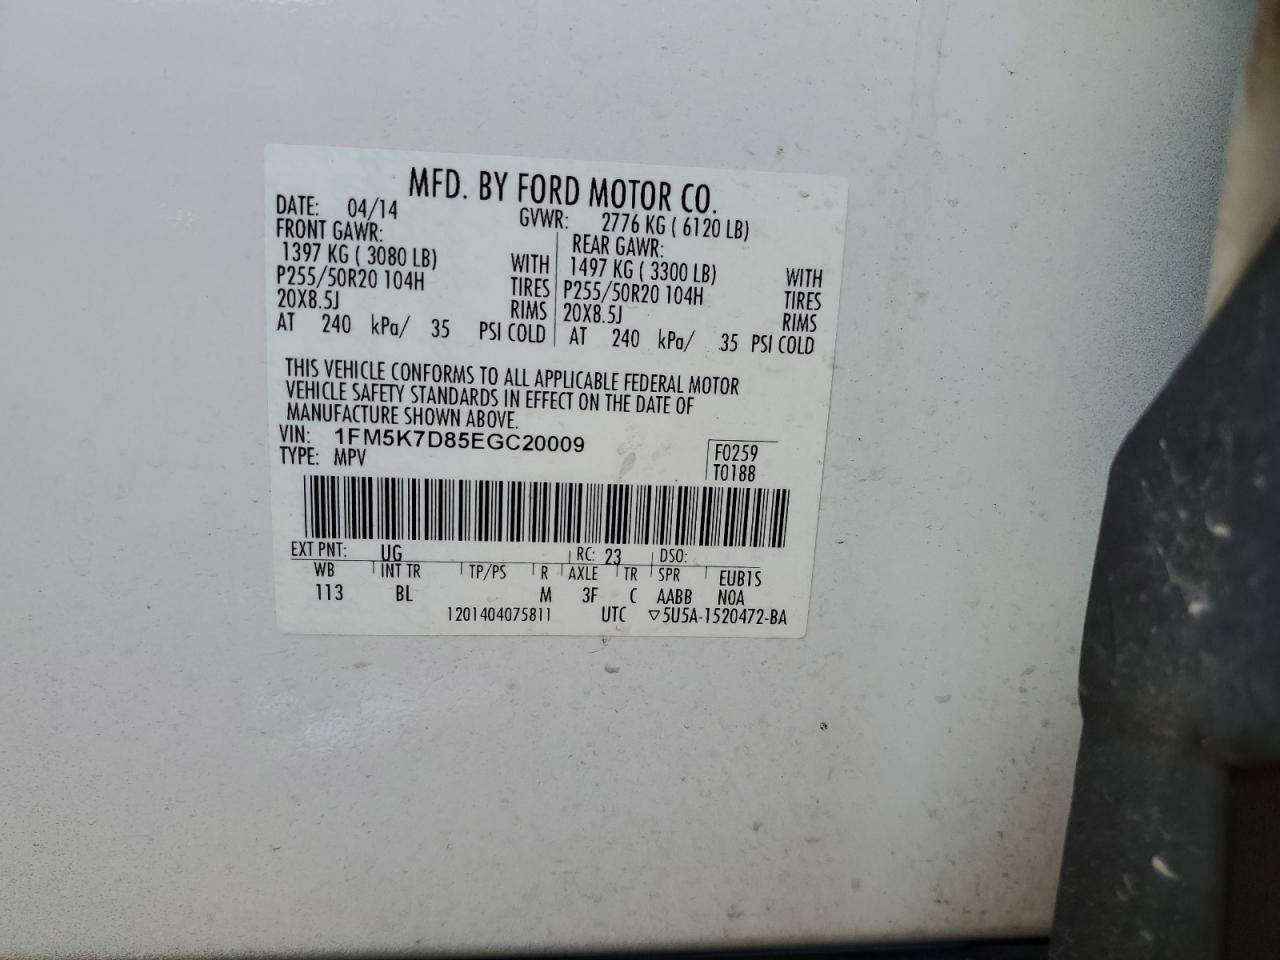 MFD. BY FORD MOTOR CO.
DATE: 04/14 GVWR: 2776 KG ( 6120 LB)
FRONT GAWR: REAR GAWR:
1397 KG ( 3080 LB) WITH 1497 KG ( 3300 LB) WITH
P255/50R20 104H TIRES P255/50R20 104H TIRES
20X8.5J RIMS 20X8.5J RIMS
AT 240 kPa/ 35 PSI COLD AT 240 kPa/ 35 PSI COLD
THIS VEHICLE CONFORMS TO ALL APPLICABLE FEDERAL MOTOR
VEHICLE SAFETY STANDARDS IN EFFECT ON THE DATE OF
MANUFACTURE SHOWN ABOVE.
VIN: 1FM5K7D85EGC20009 F0259
TYPE: MPV T0188
EXT PNT: UG RC: 23 DSO:
WB INT TR TP/PS R AXLE TR SPR EUB1S
113 BL M 3F C AABB NOA
1201404075811 UTC ▽5U5A-1520472-BA